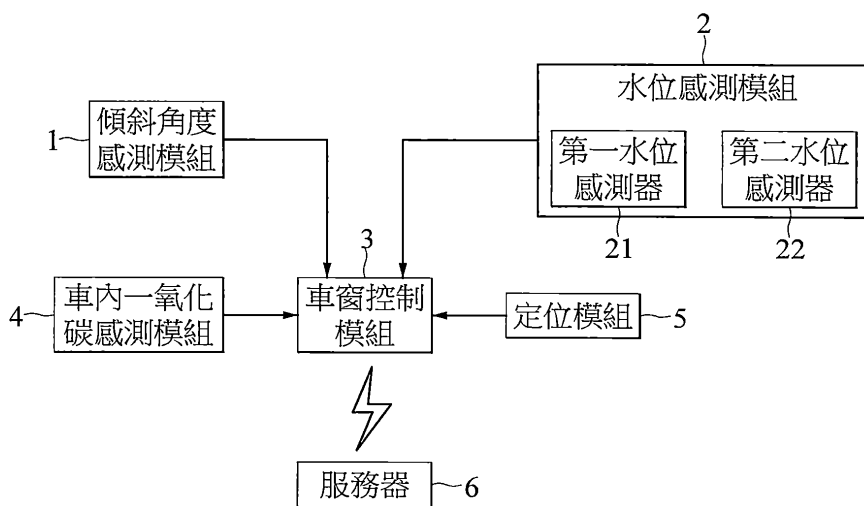 2
水位感測模組
1
傾斜角度
感測模組
第一水位
感測器
第二水位
感測器
21
22
3
4
車內一氧化
碳感測模組
車窗控制
模組
定位模組
5
服務器
6